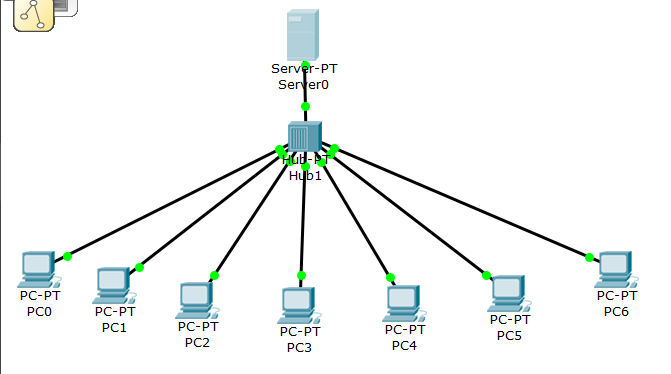 Server-PT
Server0
Hub-PT
Hub1
PC-PT
PC0
PC-PT
PC1
PC-PT
PC2
PC-PT
PC3
PC-PT
PC4
PC-PT
PC5
PC-PT
PC6